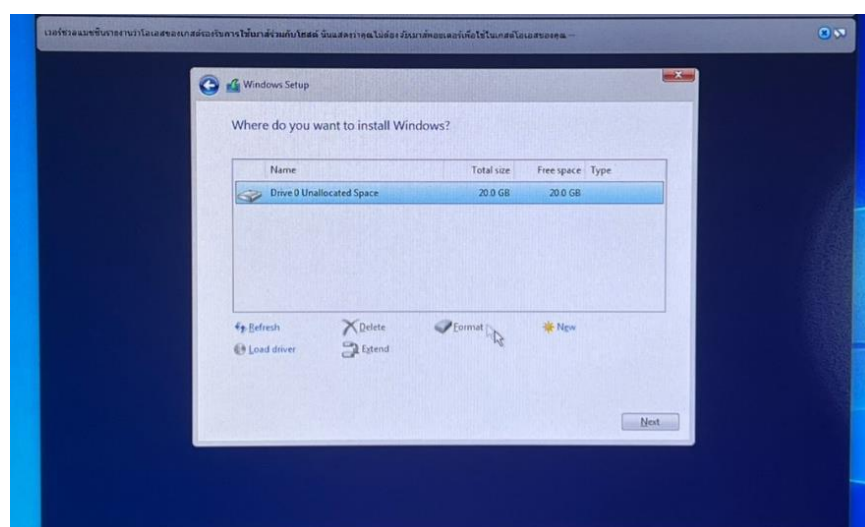 Windows Setup
Where do you want to install Windows?
Name Total size Free space Type
Drive 0 Unallocated Space 20.0 GB 20.0 GB
Refresh Delete Format New
Load driver Extend
Next